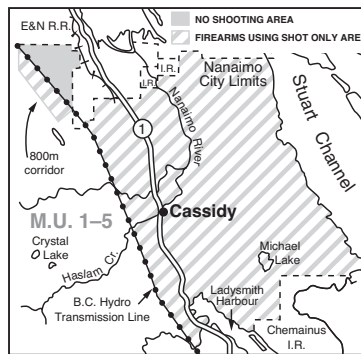 E&N R.R.
NO SHOOTING AREA
FIREARMS USING SHOT ONLY AREA
I.R.
I.R.
Nanaimo
City Limits
Stuart Channel
Nanaimo River
1
800m
corridor
M.U. 1–5
Cassidy
Crystal
Lake
Haslam Cr.
Michael
Lake
B.C. Hydro
Transmission Line
Ladysmith
Harbour
Chemainus
I.R.